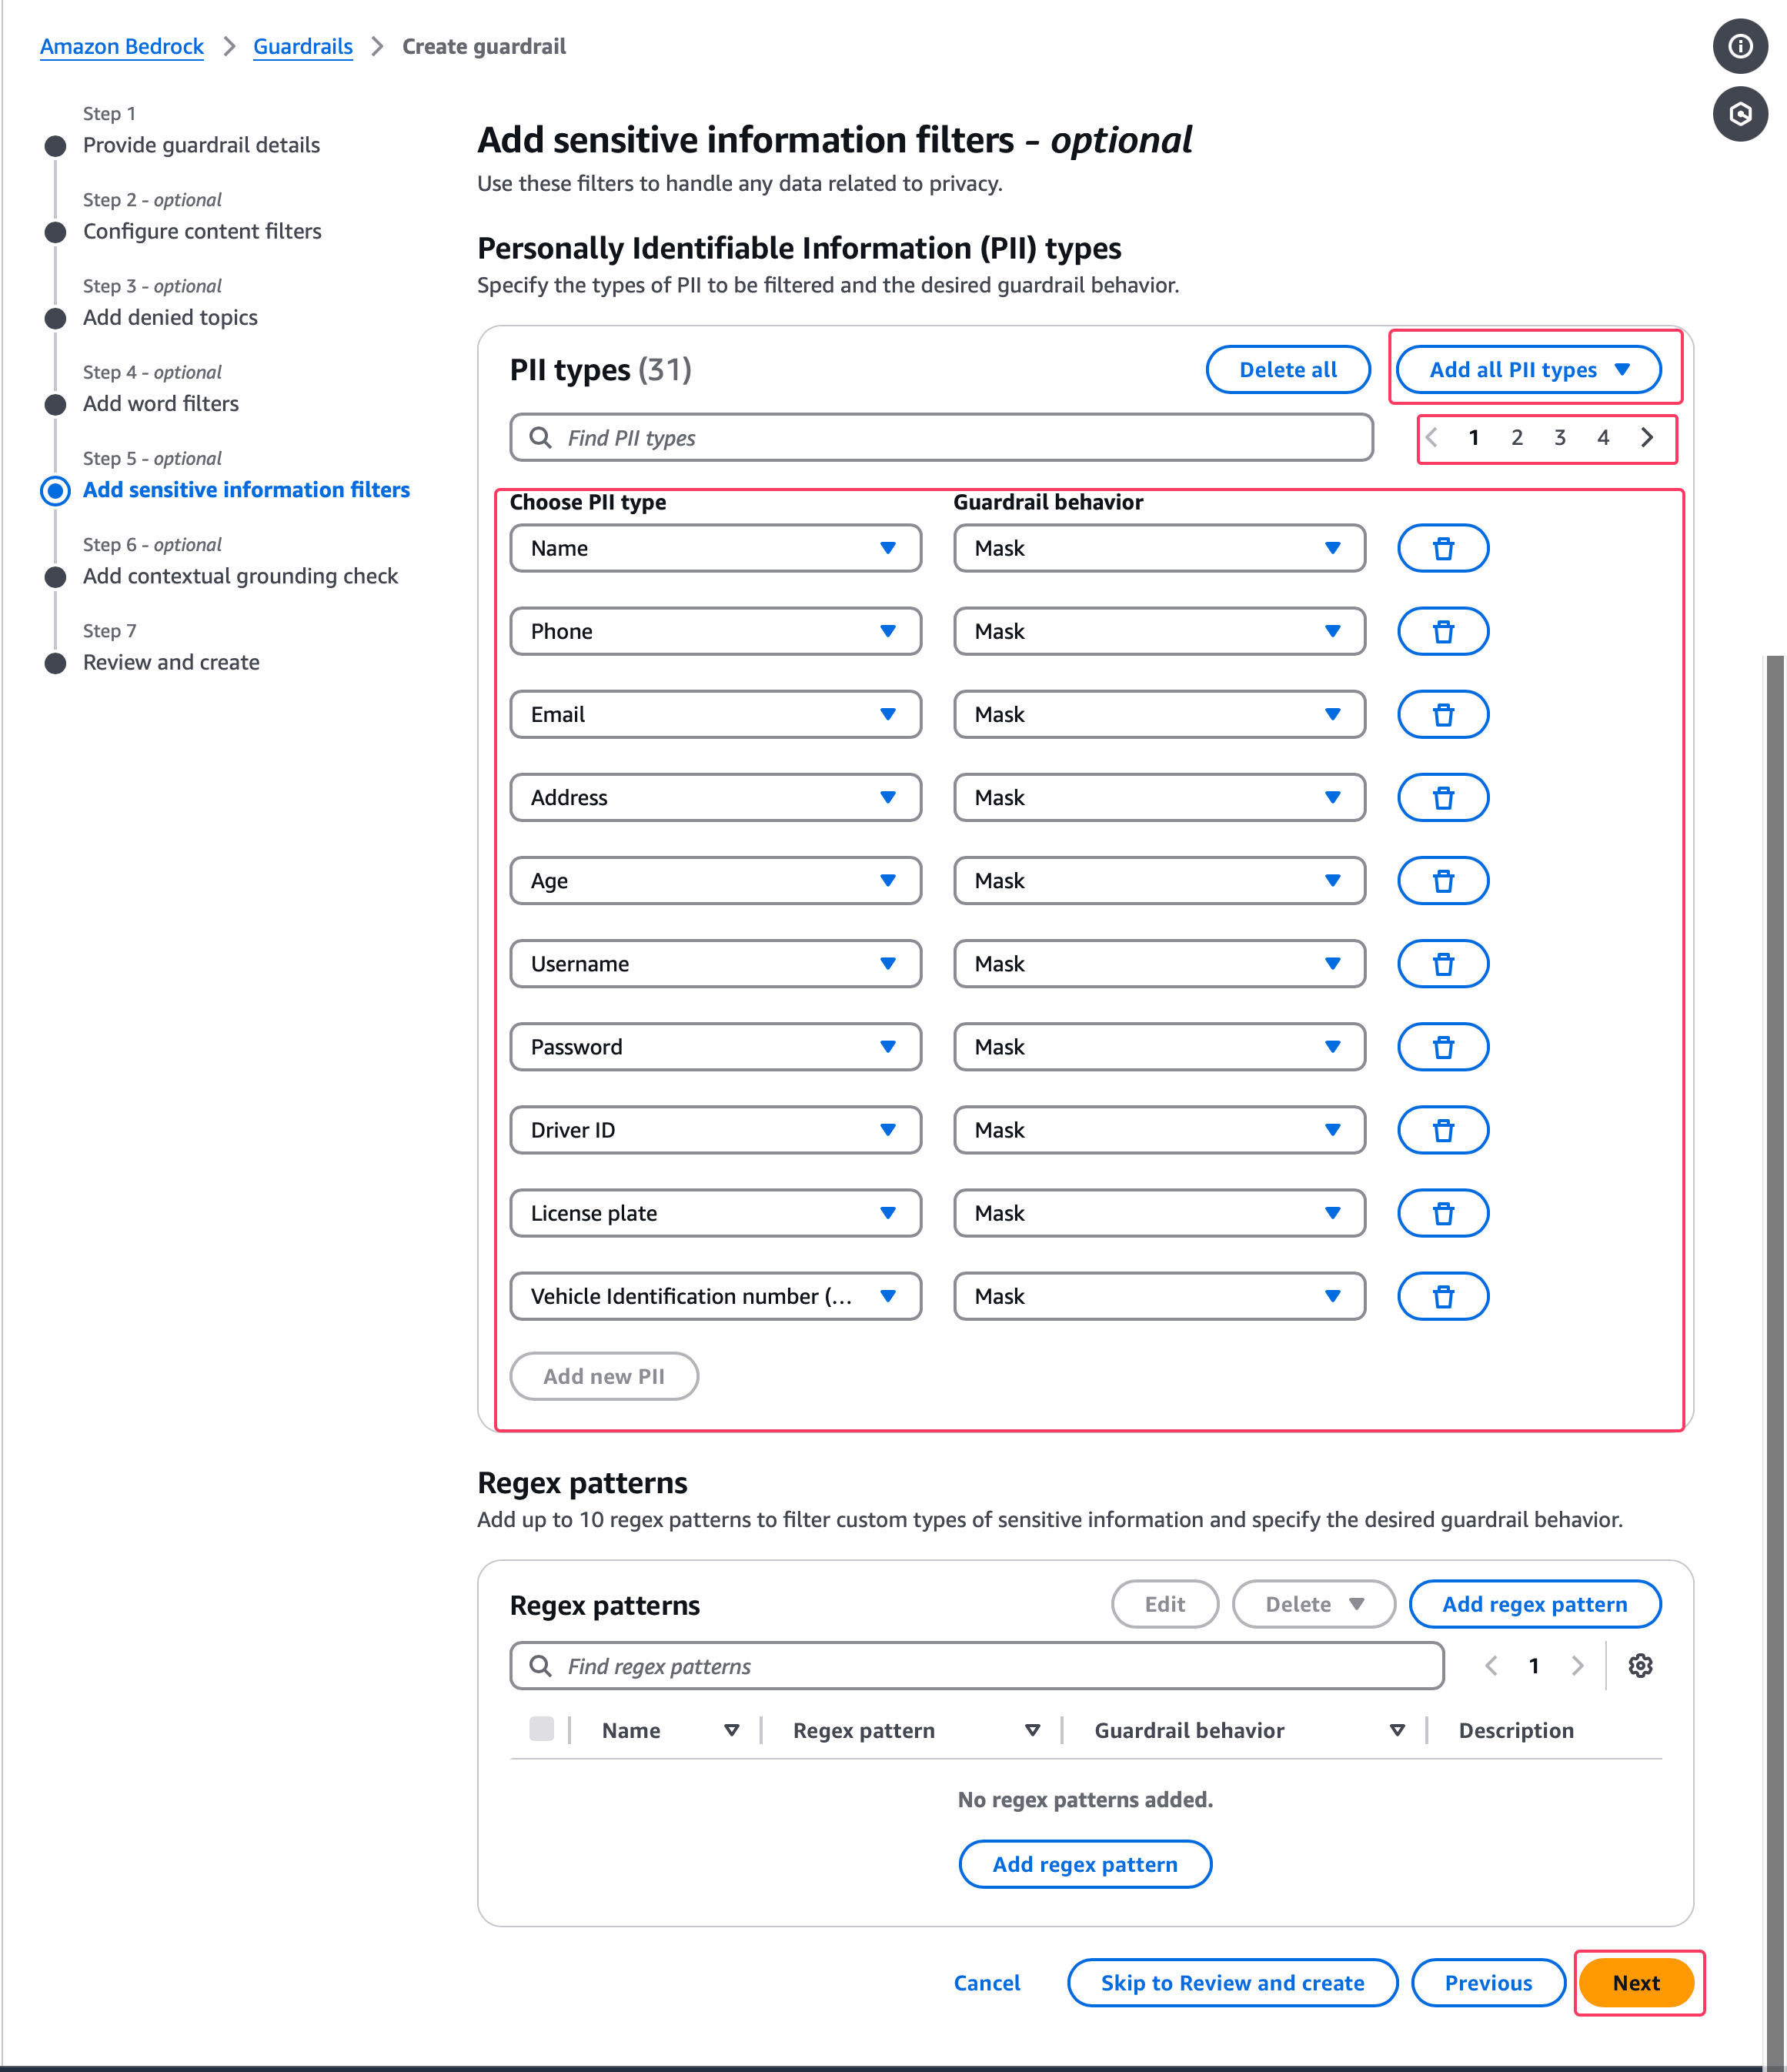 Amazon Bedrock > Guardrails > Create guardrail
Step 1
Provide guardrail details
Step 2 - optional
Configure content filters
Step 3 - optional
Add denied topics
Step 4 - optional
Add word filters
Step 5 - optional
Add sensitive information filters
Step 6 - optional
Add contextual grounding check
Step 7
Review and create
Add sensitive information filters - optional
Use these filters to handle any data related to privacy.
Personally Identifiable Information (PII) types
Specify the types of PII to be filtered and the desired guardrail behavior.
PII types (31) Delete all Add all PII types
Find PII types 1 2 3 4
Choose PII type Guardrail behavior
Name Mask
Phone Mask
Email Mask
Address Mask
Age Mask
Username Mask
Password Mask
Driver ID Mask
License plate Mask
Vehicle Identification number (... Mask
Add new PII
Regex patterns
Add up to 10 regex patterns to filter custom types of sensitive information and specify the desired guardrail behavior.
Regex patterns Edit Delete Add regex pattern
Find regex patterns 1
Name Regex pattern Guardrail behavior Description
No regex patterns added.
Add regex pattern
Cancel Skip to Review and create Previous Next